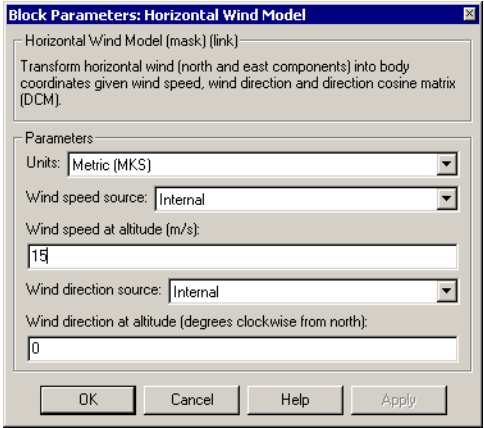 Block Parameters: Horizontal Wind Model
Horizontal Wind Model (mask) (link)
Transform horizontal wind (north and east components) into body
coordinates given wind speed, wind direction and direction cosine matrix
(DCM).
Parameters
Units: Metric (MKS)
Wind speed source: Internal
Wind speed at altitude (m/s):
15
Wind direction source: Internal
Wind direction at altitude (degrees clockwise from north):
0
OK Cancel Help Apply